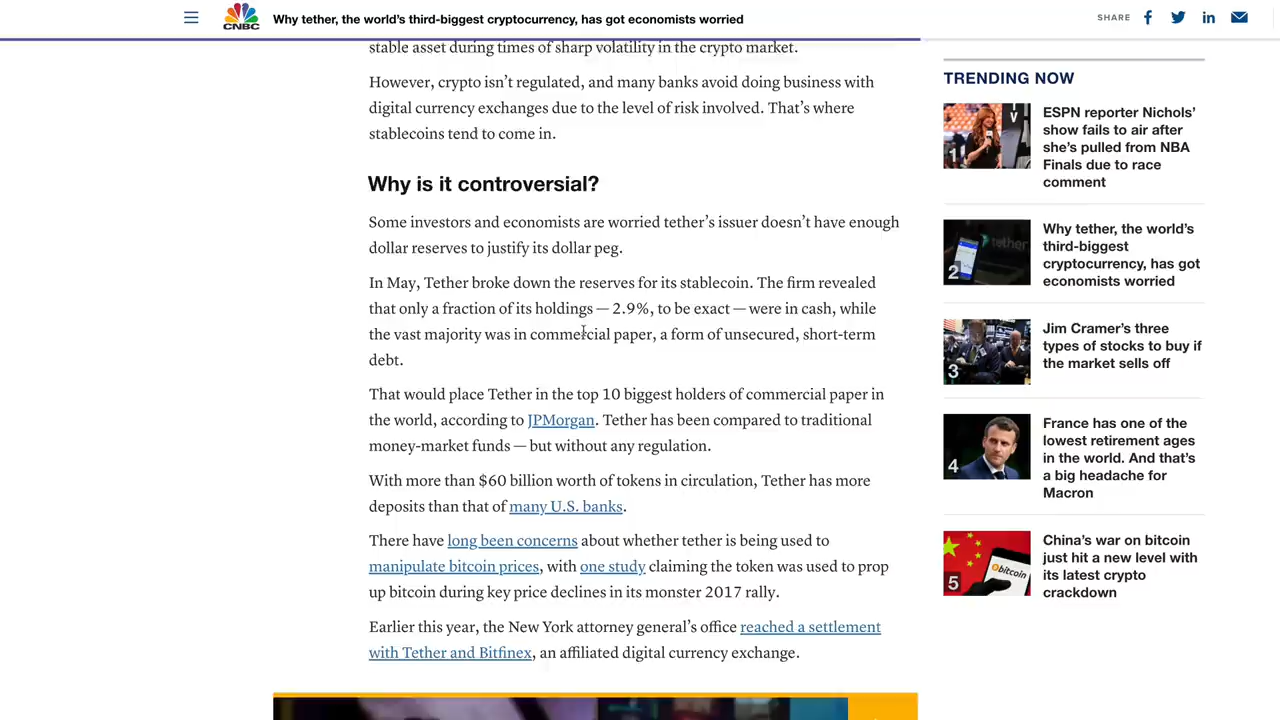 CNBC
Why tether, the world's third-biggest cryptocurrency, has got economists worried
SHARE
stable asset during times of sharp volatility in the crypto market.
However, crypto isn't regulated, and many banks avoid doing business with
digital currency exchanges due to the level of risk involved. That's where
stablecoins tend to come in.
Why is it controversial?
Some investors and economists are worried tether's issuer doesn't have enough
dollar reserves to justify its dollar peg.
In May, Tether broke down the reserves for its stablecoin. The firm revealed
that only a fraction of its holdings — 2.9%, to be exact — were in cash, while
the vast majority was in commercial paper, a form of unsecured, short-term
debt.
That would place Tether in the top 10 biggest holders of commercial paper in
the world, according to JPMorgan. Tether has been compared to traditional
money-market funds — but without any regulation.
With more than $60 billion worth of tokens in circulation, Tether has more
deposits than that of many U.S. banks.
There have long been concerns about whether tether is being used to
manipulate bitcoin prices, with one study claiming the token was used to prop
up bitcoin during key price declines in its monster 2017 rally.
Earlier this year, the New York attorney general's office reached a settlement
with Tether and Bitfinex, an affiliated digital currency exchange.
TRENDING NOW
1
ESPN reporter Nichols'
show fails to air after
she's pulled from NBA
Finals due to race
comment
2
tether
Why tether, the world's
third-biggest
cryptocurrency, has got
economists worried
3
Jim Cramer's three
types of stocks to buy if
the market sells off
4
France has one of the
lowest retirement ages
in the world. And that's
a big headache for
Macron
5
bitcoin
China's war on bitcoin
just hit a new level with
its latest crypto
crackdown